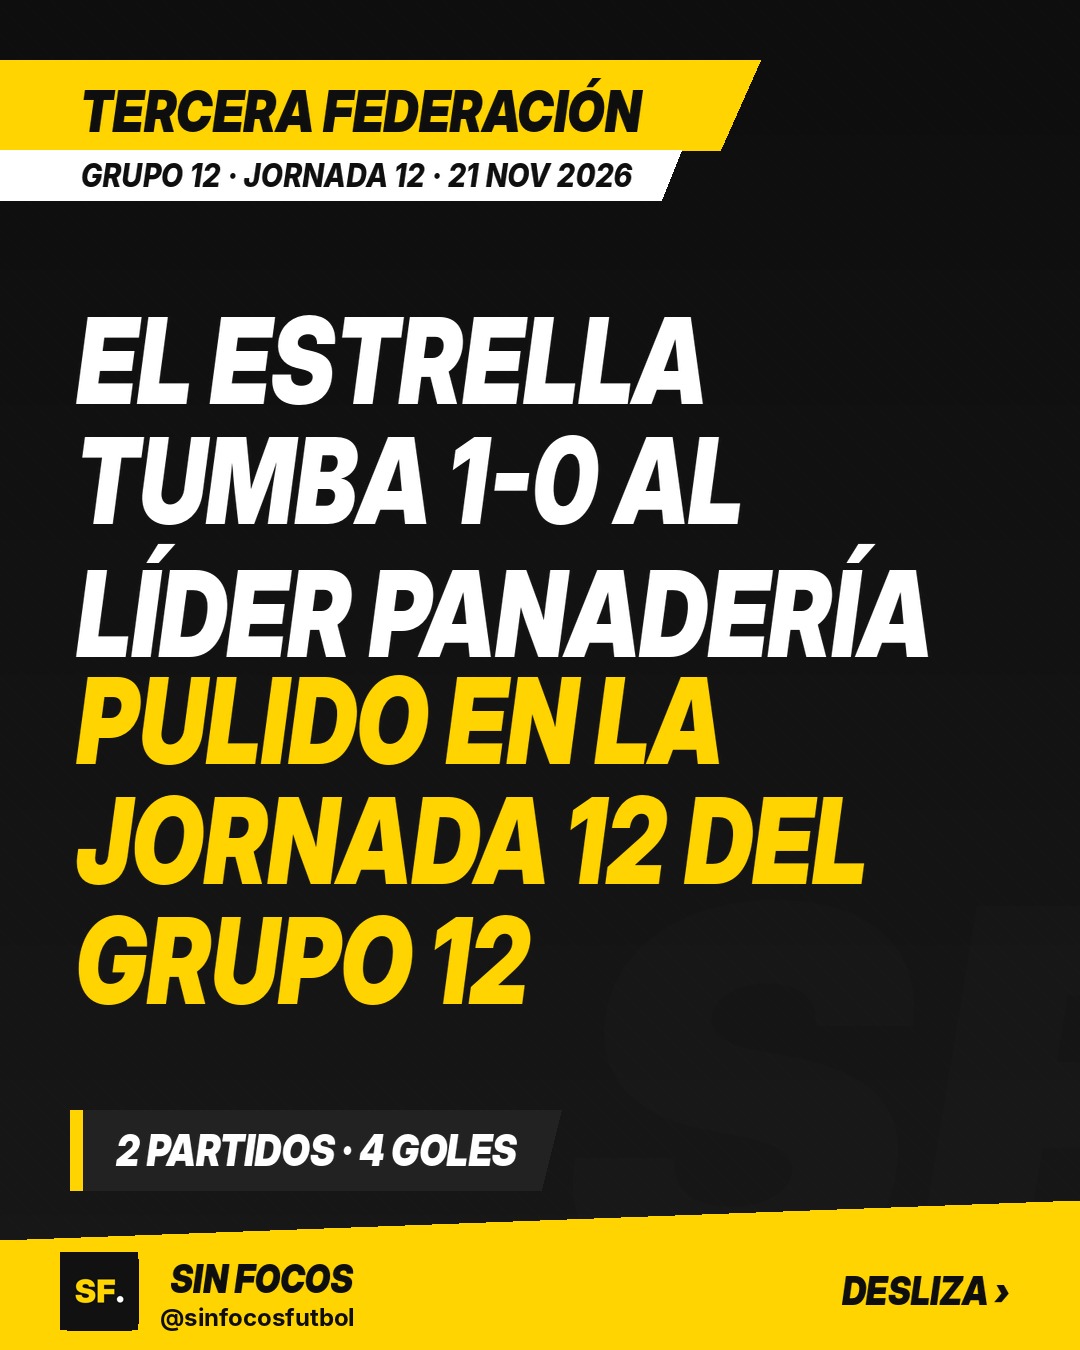 TERCERA FEDERACIÓN
GRUPO 12 · JORNADA 12 · 21 NOV 2026
EL ESTRELLA
TUMBA 1-0 AL
LÍDER PANADERÍA
PULIDO EN LA
JORNADA 12 DEL
GRUPO 12
2 PARTIDOS · 4 GOLES
SF.
SIN FOCOS
@sinfocosfutbol
DESLIZA ›